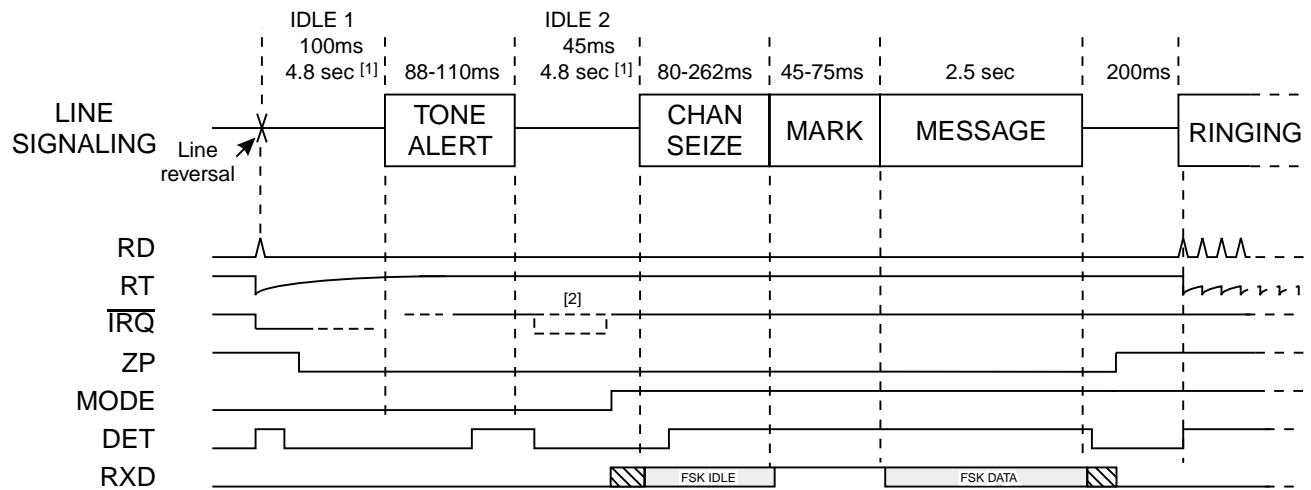 IDLE 1
100ms
4.8 sec [1]
88-110ms
IDLE 2
45ms
4.8 sec [1]
80-262ms
45-75ms
2.5 sec
200ms
LINE
SIGNALING
Line
reversal
TONE
ALERT
CHAN
SEIZE
MARK
MESSAGE
RINGING
RD
RT
IRQ
[2]
ZP
MODE
DET
RXD
FSK IDLE
FSK DATA